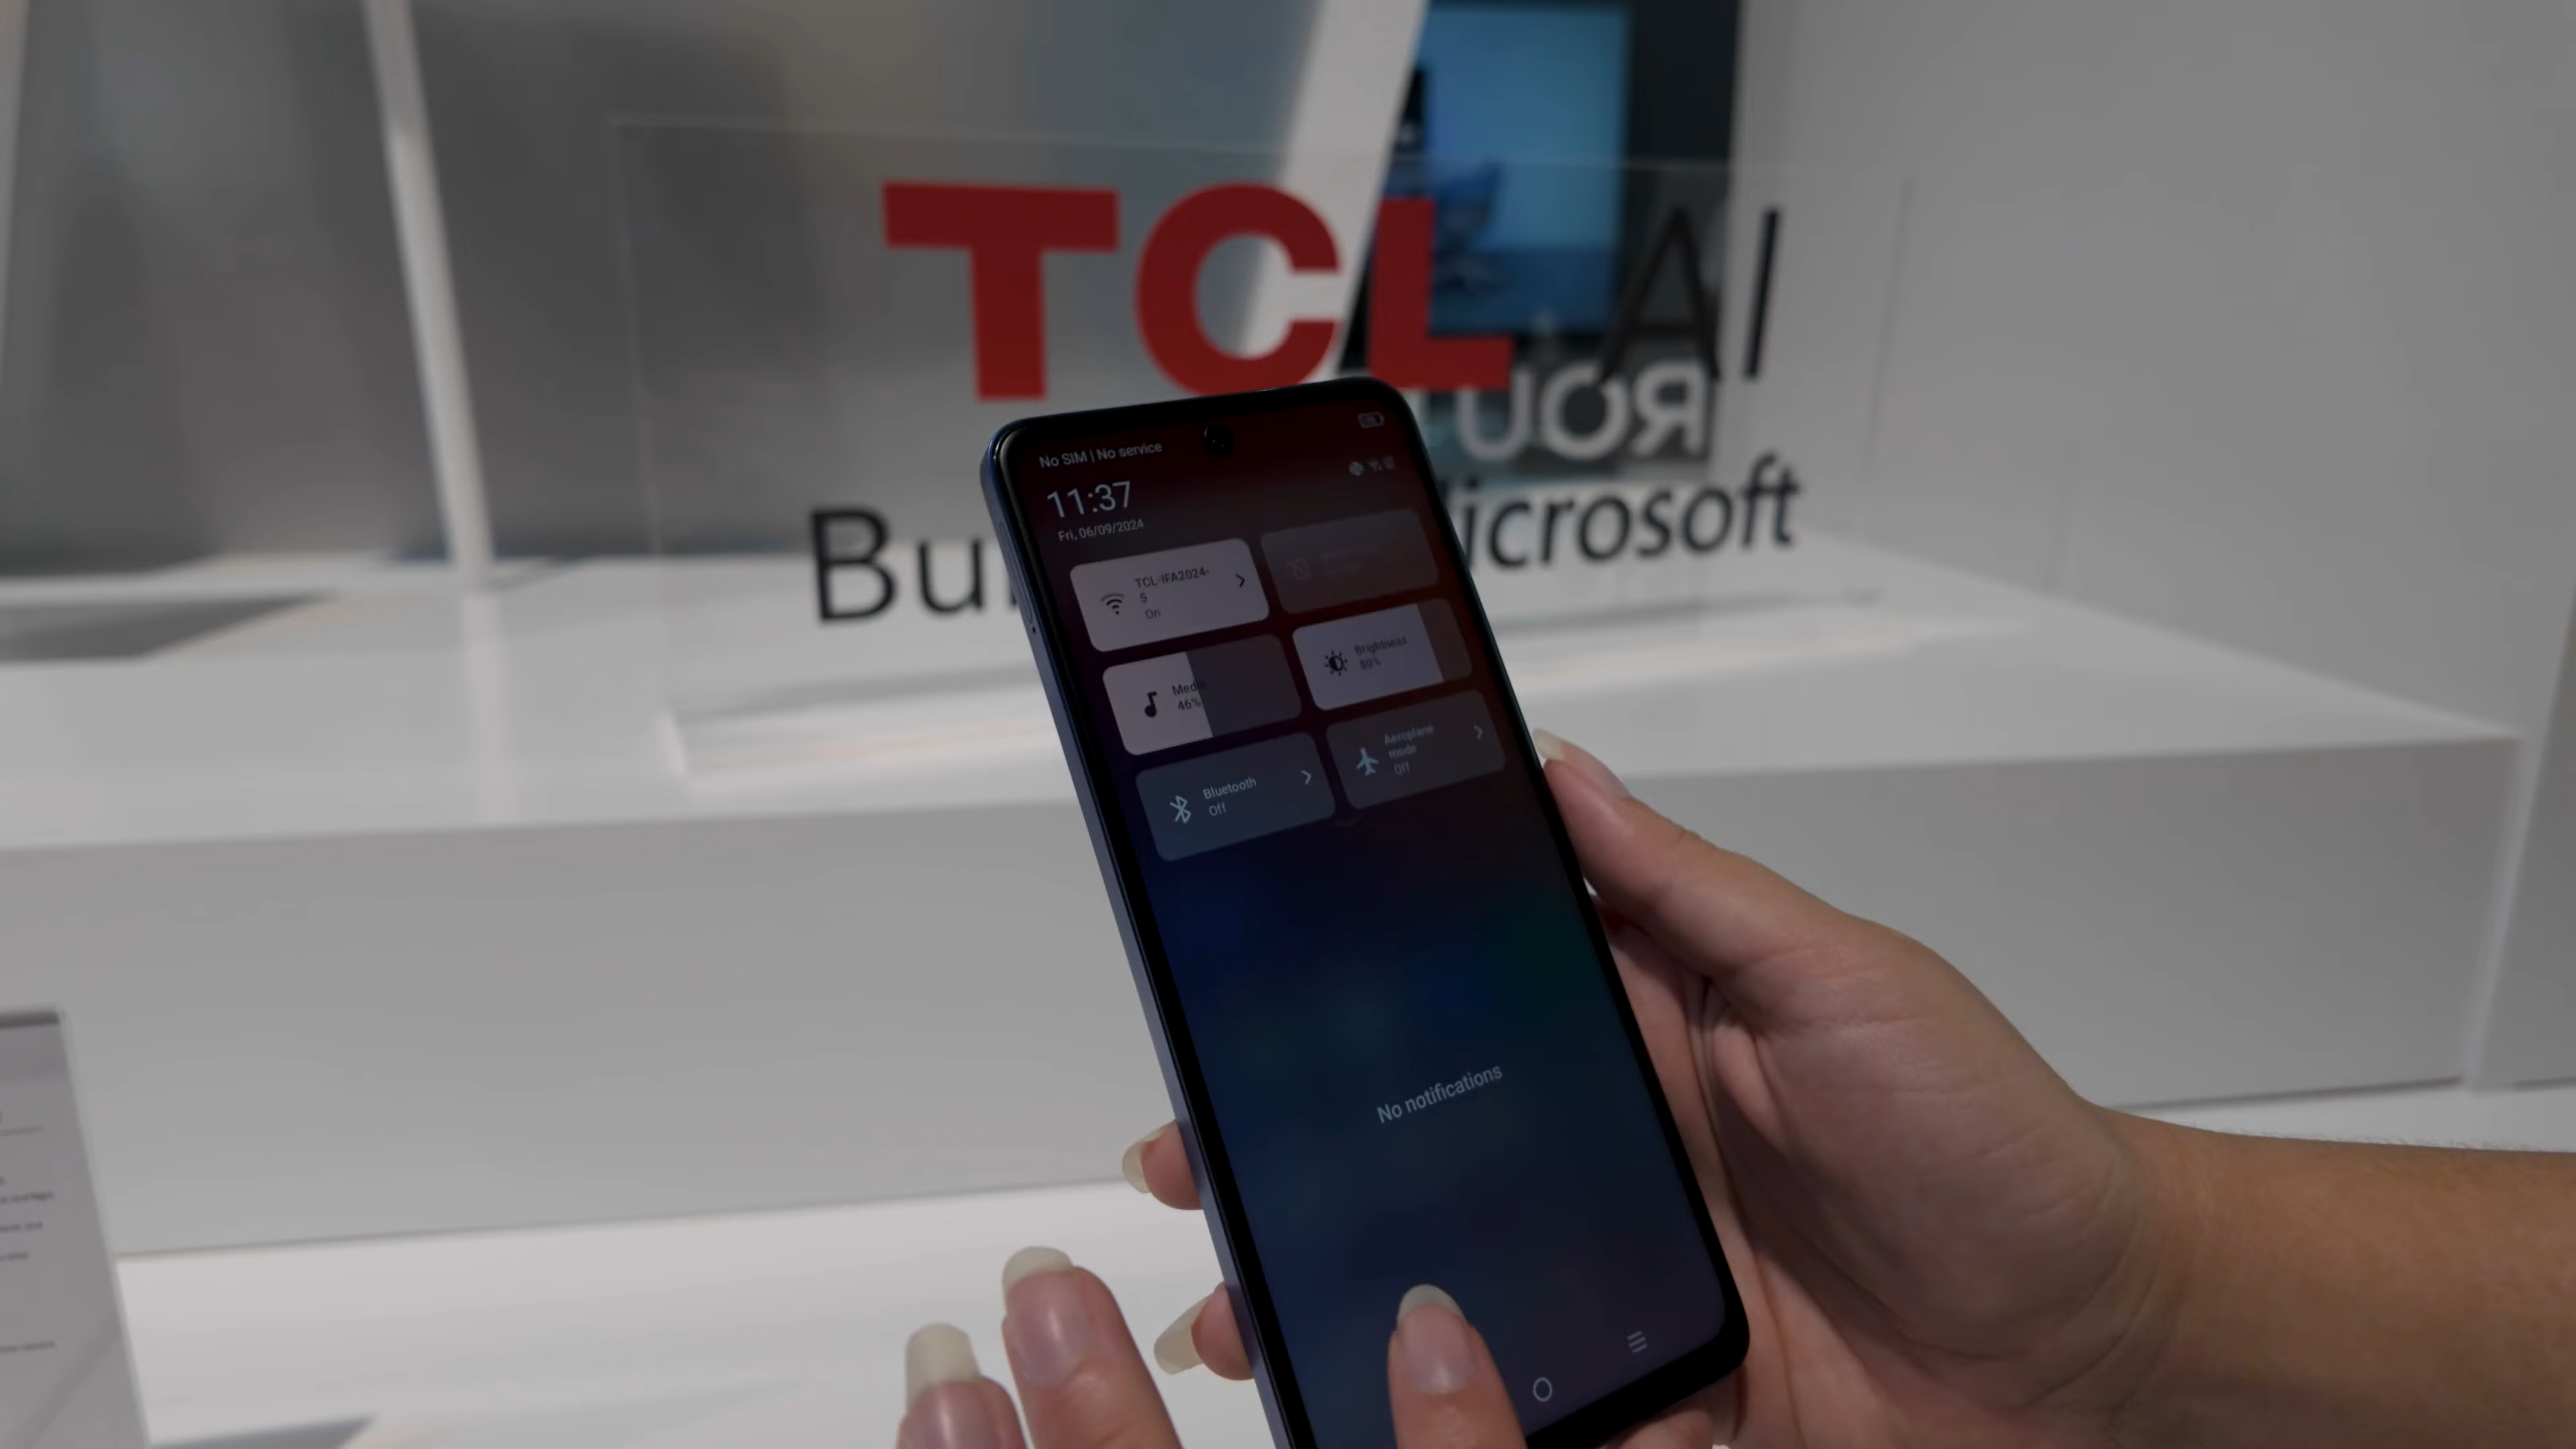 TCL AI
ROU
Bu icrosoft
No SIM | No service
11:37
Fri, 06/09/2024
TCL-IFA2024-
5
On
Media
46%
Brightness
80%
Bluetooth
Off
Aeroplane
mode
Off
No notifications